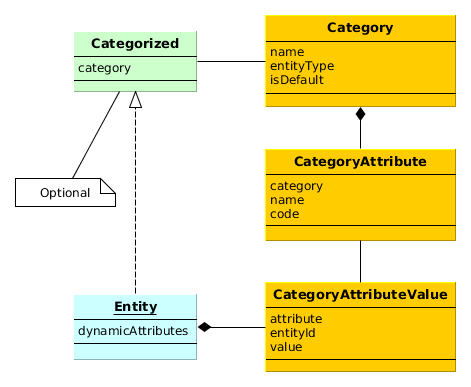 Categorized
category
Category
name
entityType
isDefault
CategoryAttribute
category
name
code
Optional
Entity
dynamicAttributes
CategoryAttributeValue
attribute
entityId
value